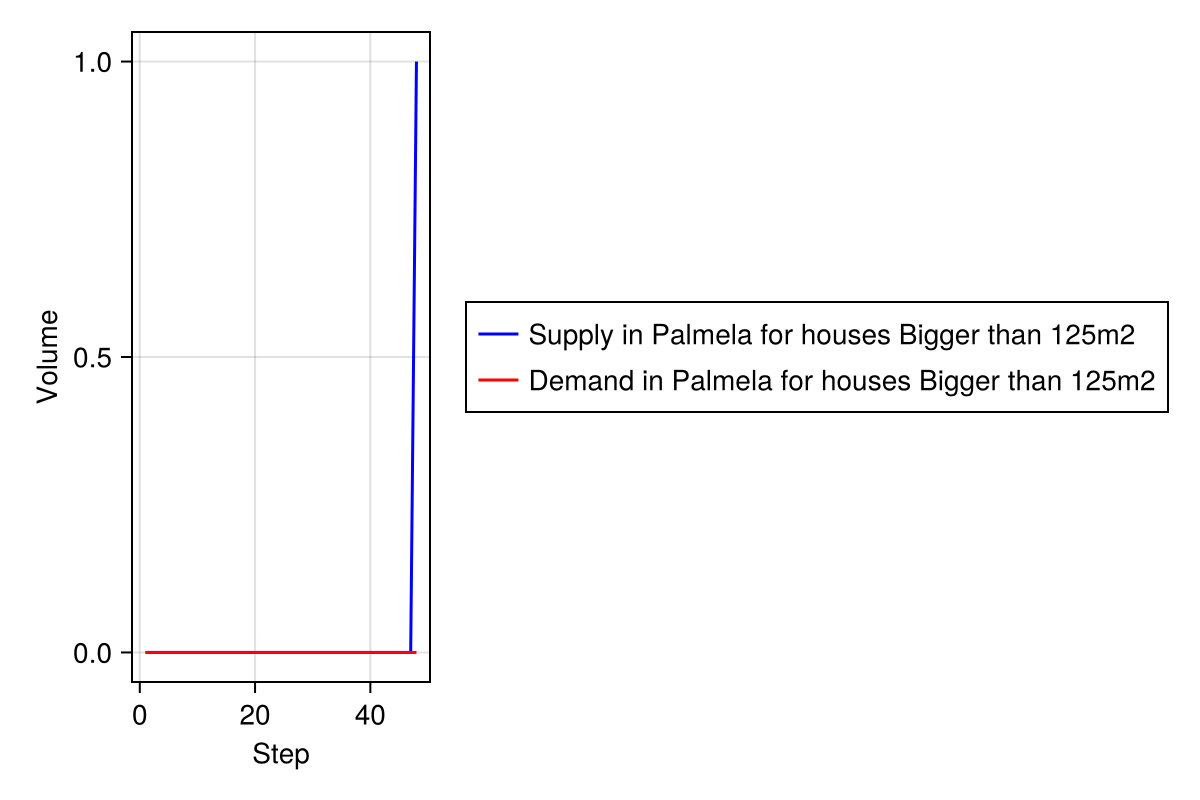 1.0
0.5
0.0
Volume
0 20 40
Step
Supply in Palmela for houses Bigger than 125m2
Demand in Palmela for houses Bigger than 125m2